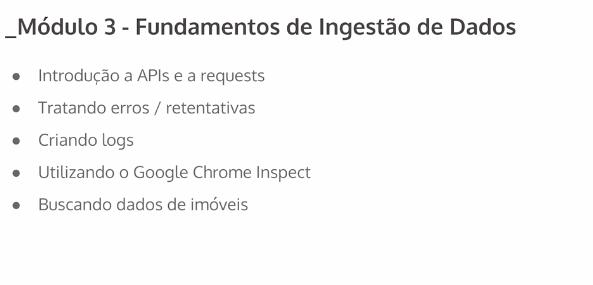 _Módulo 3 - Fundamentos de Ingestão de Dados
● Introdução a APIs e a requests
● Tratando erros / retentativas
● Criando logs
● Utilizando o Google Chrome Inspect
● Buscando dados de imóveis